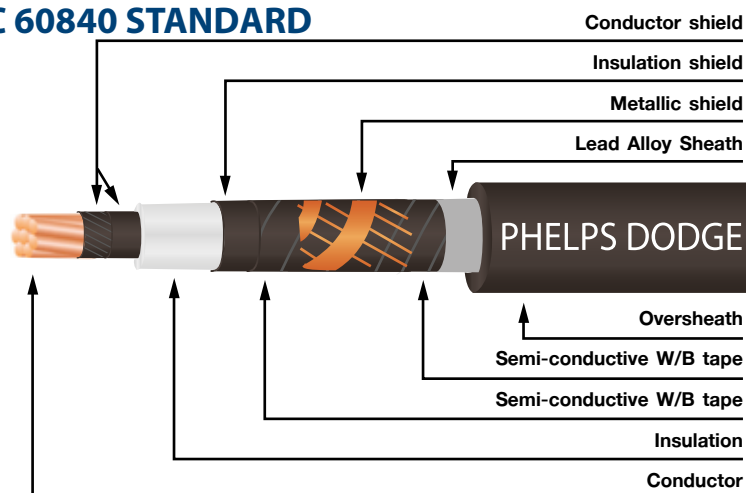 C 60840 STANDARD
Conductor shield
Insulation shield
Metallic shield
Lead Alloy Sheath
PHELPS DODGE
Oversheath
Semi-conductive W/B tape
Semi-conductive W/B tape
Insulation
Conductor